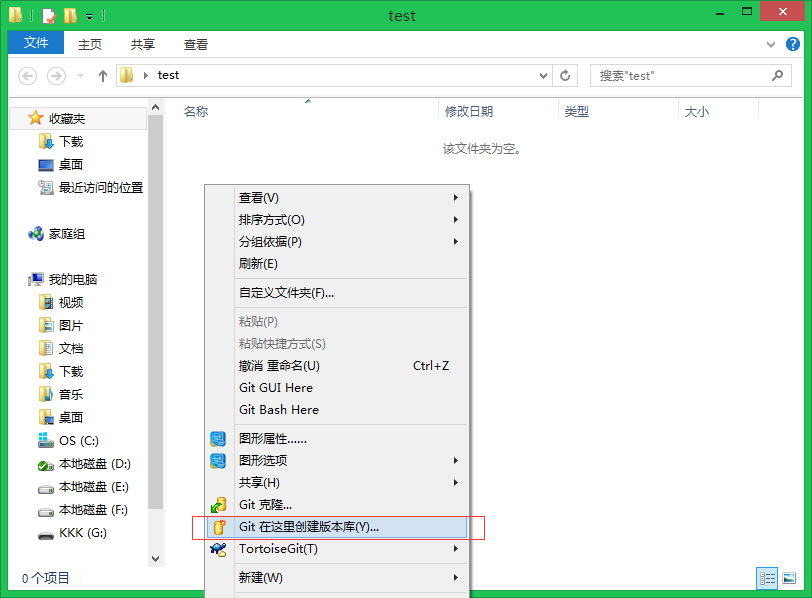 test
文件 主页 共享 查看
test 搜索"test"
名称 修改日期 类型 大小
该文件夹为空。
收藏夹
下载
桌面
最近访问的位置
家庭组
我的电脑
视频
图片
文档
下载
音乐
桌面
OS (C:)
本地磁盘 (D:)
本地磁盘 (E:)
本地磁盘 (F:)
KKK (G:)
查看(V)
排序方式(O)
分组依据(P)
刷新(E)
自定义文件夹(F)...
粘贴(P)
粘贴快捷方式(S)
撤消 重命名(U) Ctrl+Z
Git GUI Here
Git Bash Here
图形属性......
图形选项
共享(H)
Git 克隆...
Git 在这里创建版本库(Y)...
TortoiseGit(T)
新建(W)
0 个项目